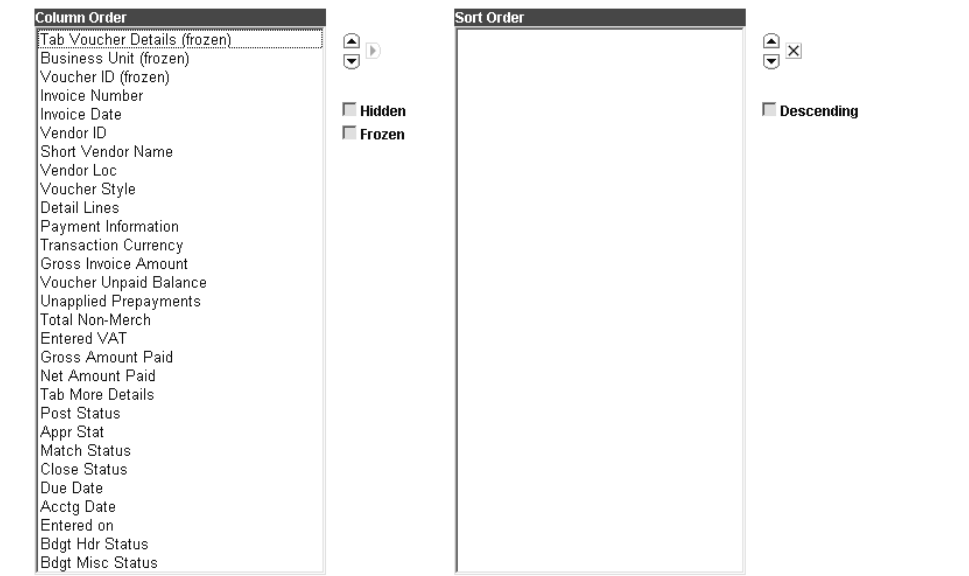 Column Order
Sort Order
Tab Voucher Details (frozen)
Business Unit (frozen)
Voucher ID (frozen)
Invoice Number
Invoice Date
Vendor ID
Short Vendor Name
Vendor Loc
Voucher Style
Detail Lines
Payment Information
Transaction Currency
Gross Invoice Amount
Voucher Unpaid Balance
Unapplied Prepayments
Total Non-Merch
Entered VAT
Gross Amount Paid
Net Amount Paid
Tab More Details
Post Status
Appr Stat
Match Status
Close Status
Due Date
Acctg Date
Entered on
Bdgt Hdr Status
Bdgt Misc Status
Hidden
Frozen
Descending